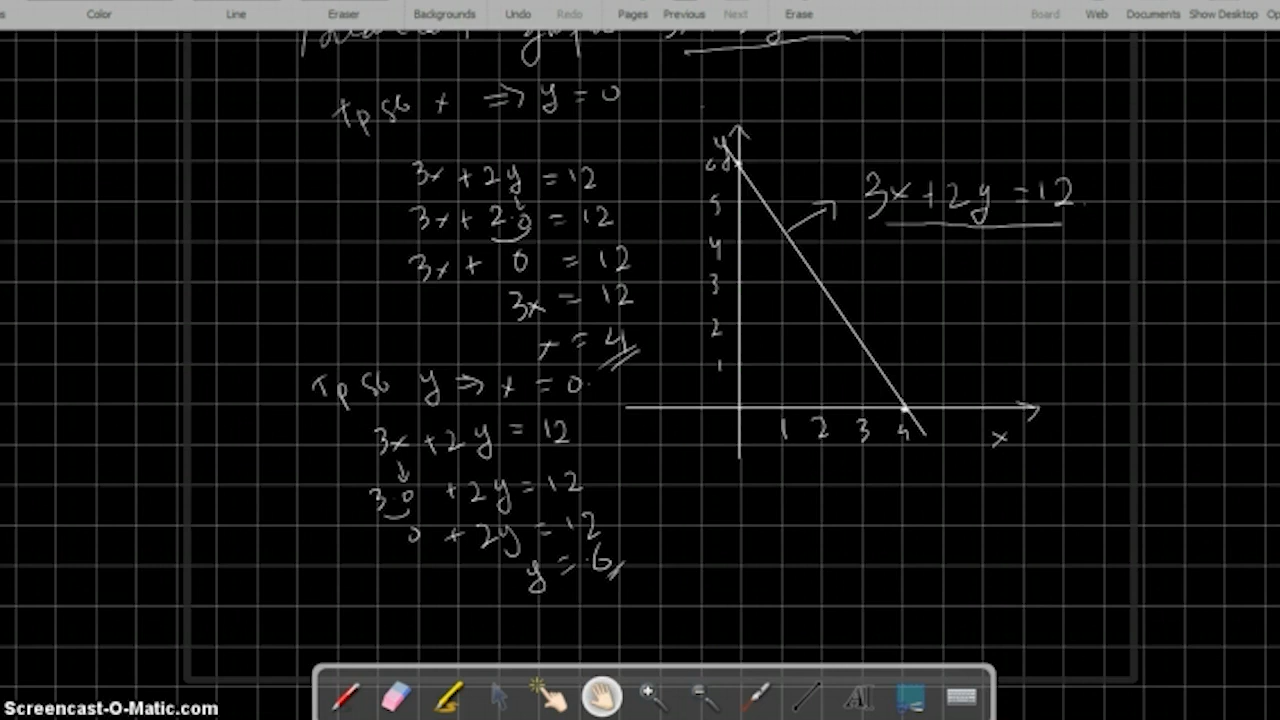 Color Line Eraser Backgrounds Undo Redo Pages Previous Next Erase Board Web Documents Show Desktop
Tp sb x => y = 0
3x + 2y = 12
3x + 2.0 = 12
3x + 0 = 12
3x = 12
x = 4
Tp sb y => x = 0
3x + 2y = 12
3.0 + 2y = 12
0 + 2y = 12
y = 6
y
6
5
4
3
2
1
3x + 2y = 12
1 2 3 4
x
AI
Screencast-O-Matic.com